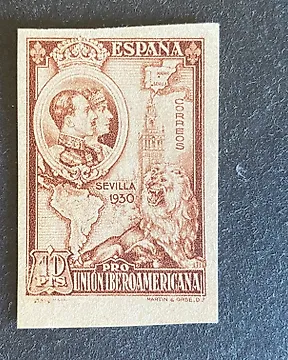 ESPAÑA
CORREOS
SEVILLA
1930
10
PTS
PRO
UNION IBEROAMERICANA